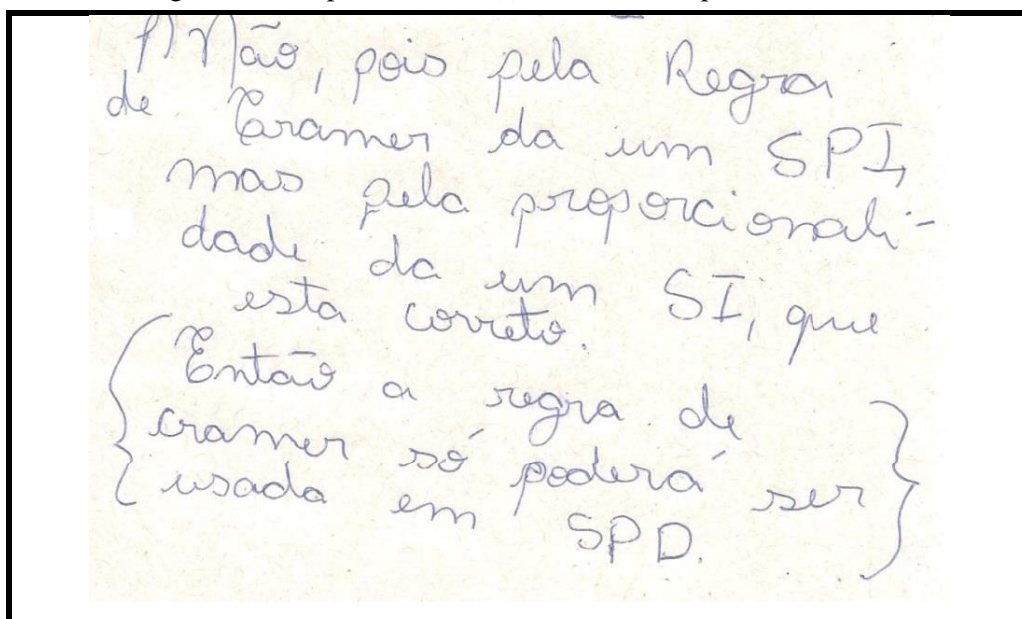 f) Não, pois pela Regra
de Cramer da um SPI,
mas pela proporcionali-
dade da um SI, que
esta correto.
Então a regra de
cramer só poderá ser
usada em SPD.